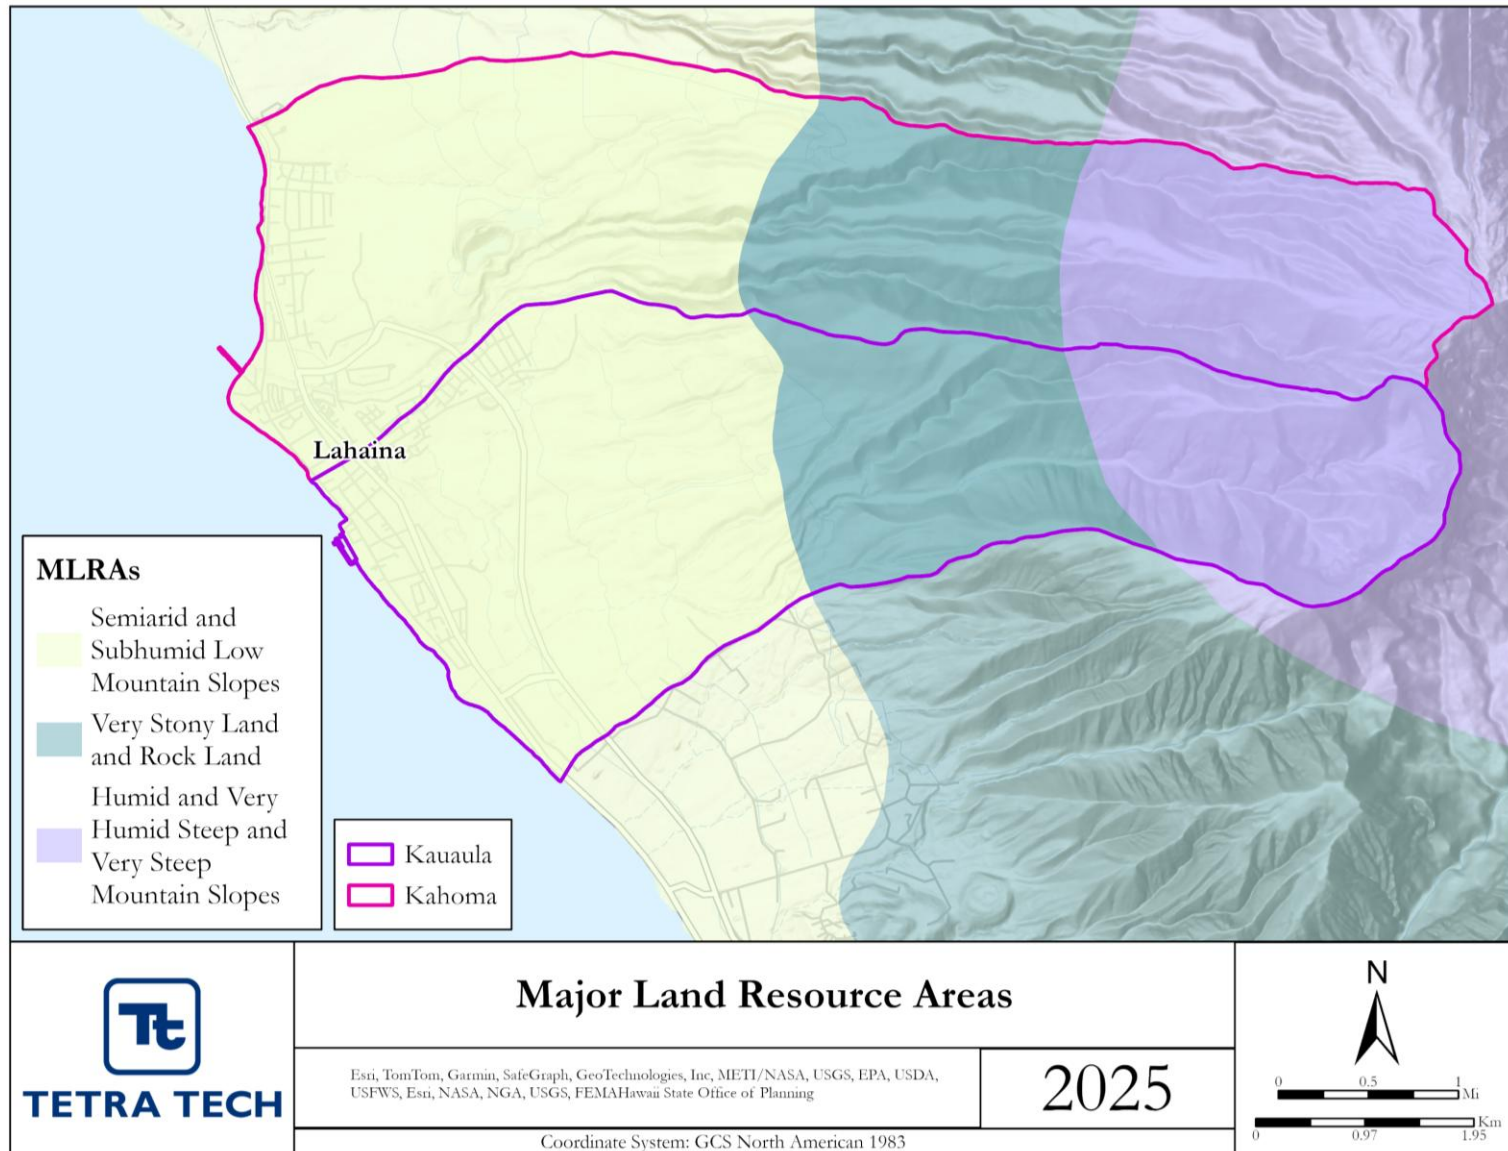 Lahaina
MLRAs
Semiarid and
Subhumid Low
Mountain Slopes
Very Stony Land
and Rock Land
Humid and Very
Humid Steep and
Very Steep
Mountain Slopes
Kauaula
Kahoma
Tt
TETRA TECH
Major Land Resource Areas
Esri, TomTom, Garmin, SafeGraph, GeoTechnologies, Inc, METI/NASA, USGS, EPA, USDA,
USFWS, Esri, NASA, NGA, USGS, FEMAHawaii State Office of Planning
2025
Coordinate System: GCS North American 1983
N
0 0.5 1
Mi
Km
0 0.97 1.95